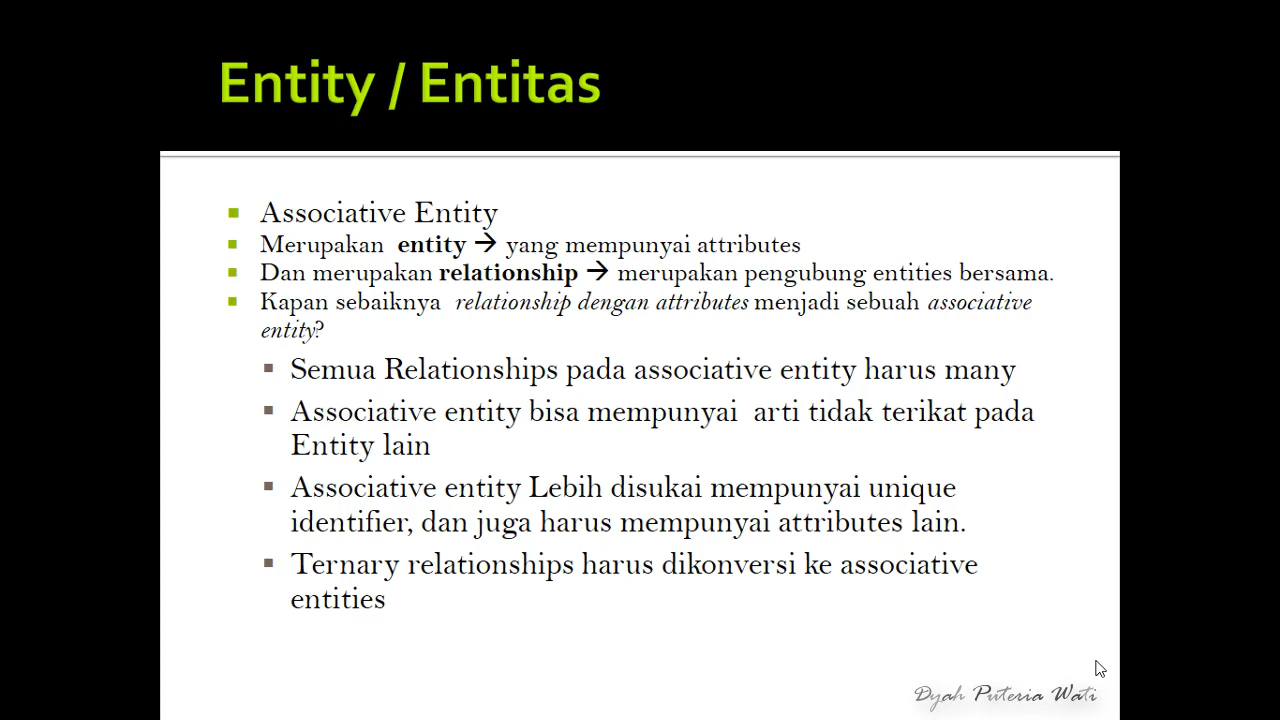 Entity / Entitas
Associative Entity
Merupakan entity → yang mempunyai attributes
Dan merupakan relationship → merupakan pengubung entities bersama.
Kapan sebaiknya relationship dengan attributes menjadi sebuah associative
entity?
Semua Relationships pada associative entity harus many
Associative entity bisa mempunyai arti tidak terikat pada
Entity lain
Associative entity Lebih disukai mempunyai unique
identifier, dan juga harus mempunyai attributes lain.
Ternary relationships harus dikonversi ke associative
entities
Dyah Puteria Wati